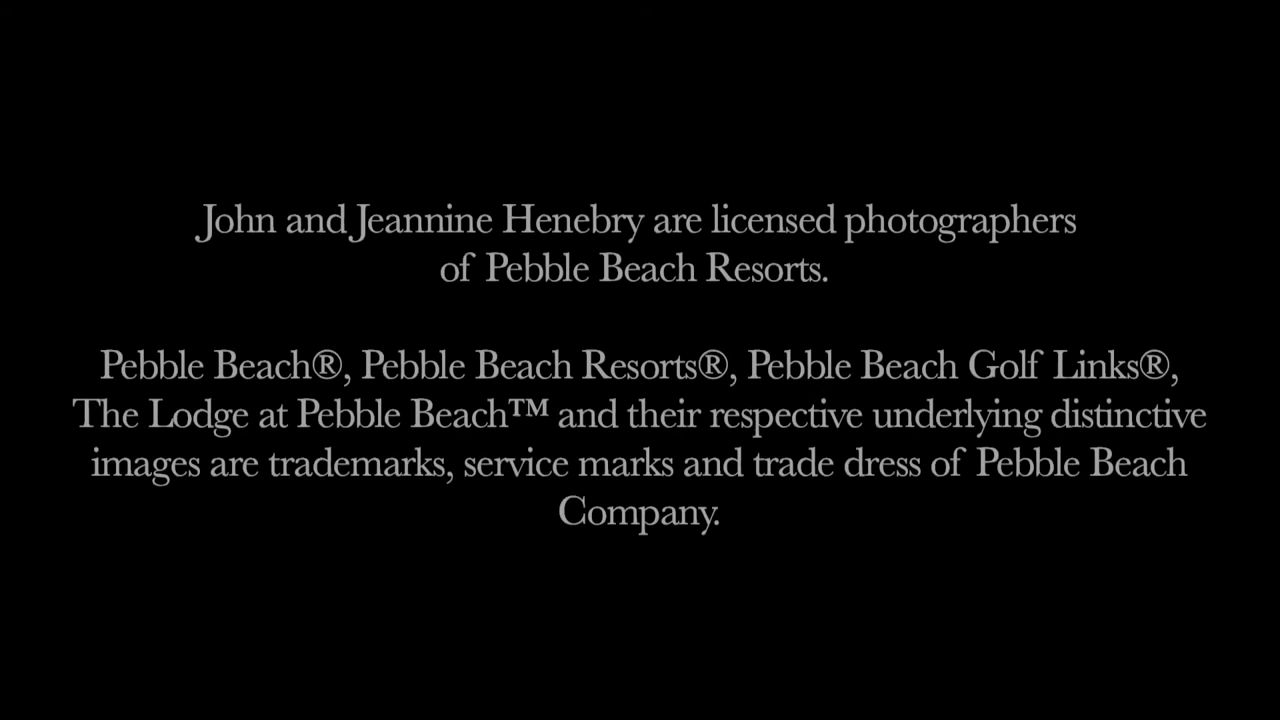 John and Jeannine Henebry are licensed photographers
of Pebble Beach Resorts.
Pebble Beach®, Pebble Beach Resorts®, Pebble Beach Golf Links®,
The Lodge at Pebble Beach™ and their respective underlying distinctive
images are trademarks, service marks and trade dress of Pebble Beach
Company.